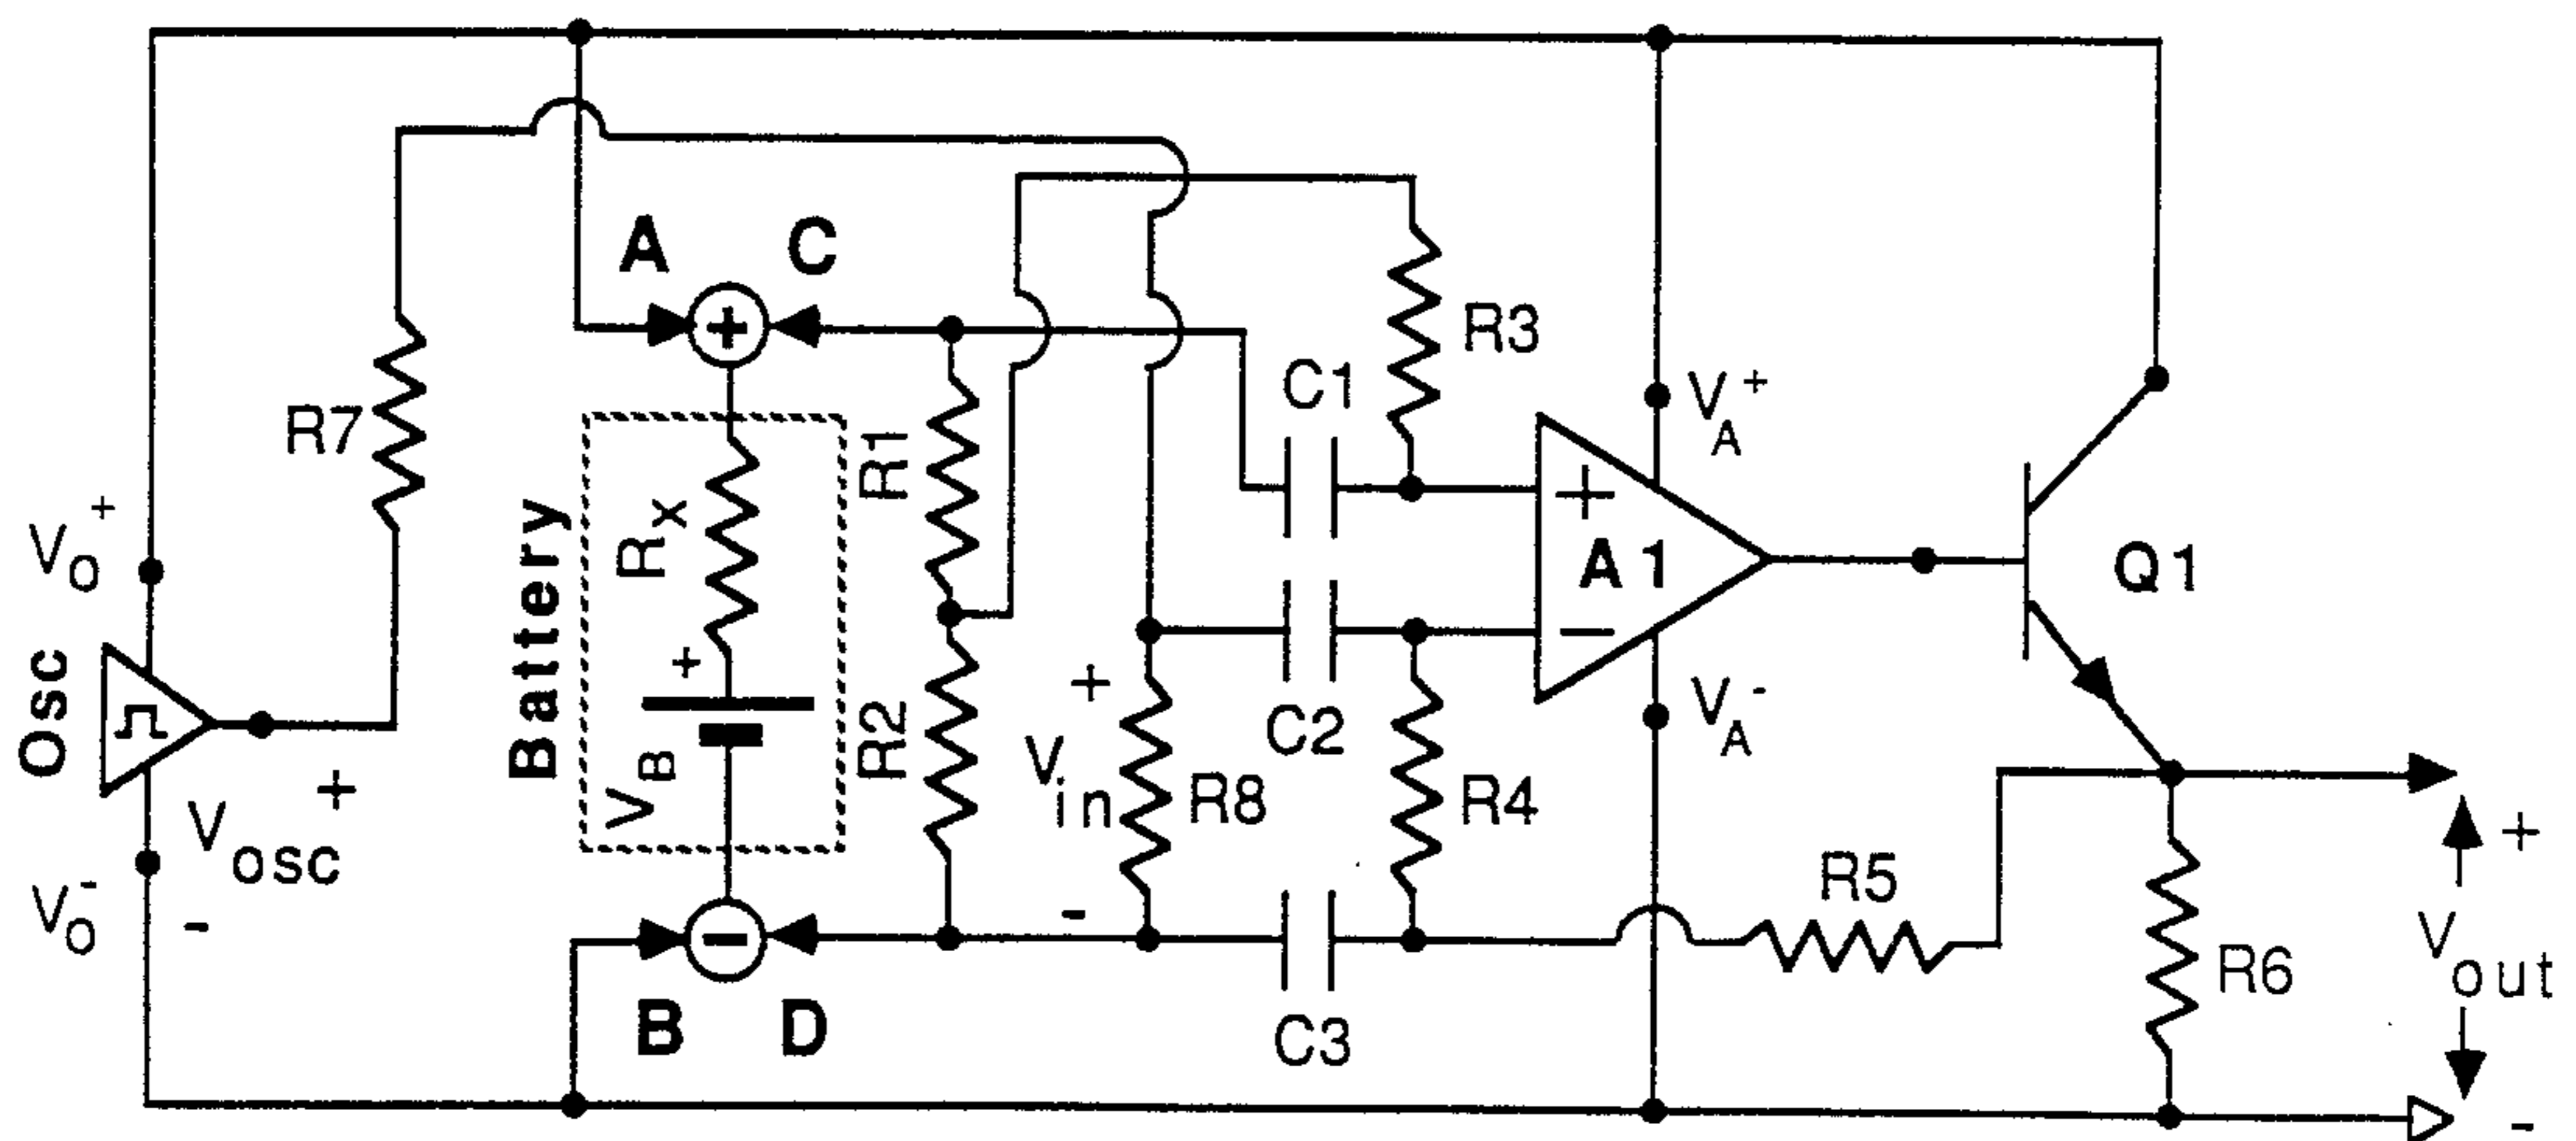 A
C
+
R3
C1
V_A^+
R7
R1
Battery
R_x
+
V_B
V_O^+
Osc
V_osc
+
V_O^-
-
R2
+
V_in
-
R8
C2
+
A1
−
R4
V_A^-
Q1
R5
C3
−
B
D
R6
+
V_out
-